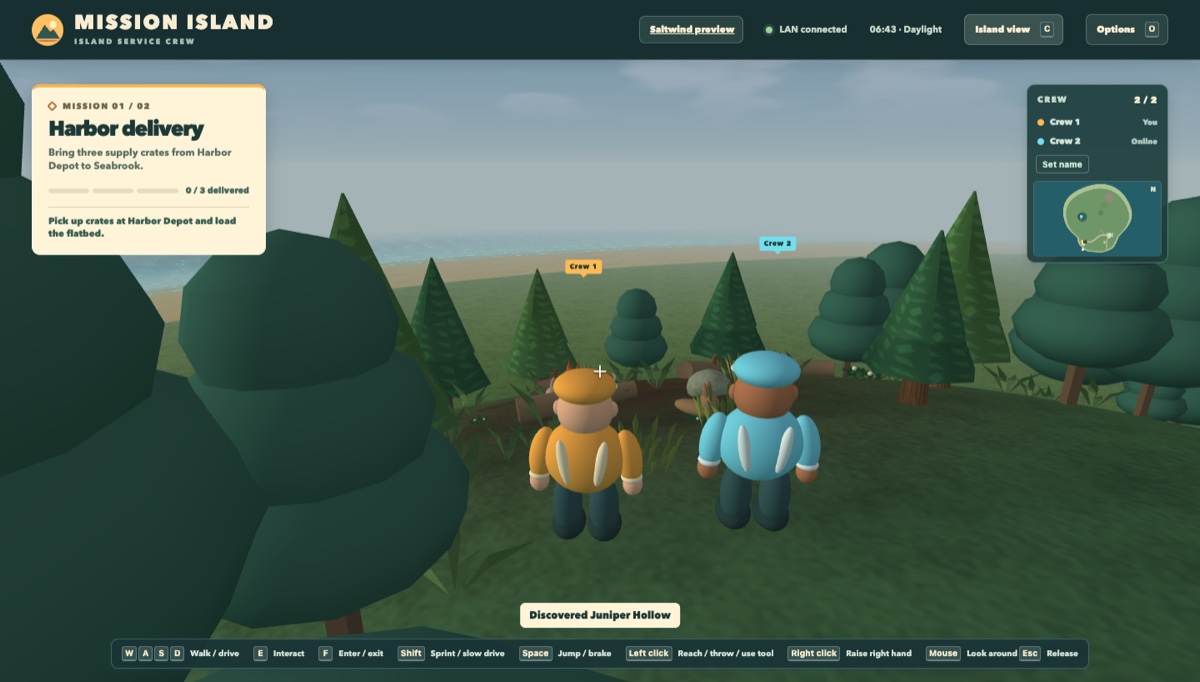 MISSION ISLAND
ISLAND SERVICE CREW
Saltwind preview
LAN connected
06:43 · Daylight
Island view C
Options O
MISSION 01 / 02
Harbor delivery
Bring three supply crates from Harbor
Depot to Seabrook.
0 / 3 delivered
Pick up crates at Harbor Depot and load
the flatbed.
CREW 2 / 2
Crew 1 You
Crew 2 Online
Set name
N
Crew 1
Crew 2
Discovered Juniper Hollow
W A S D Walk / drive E Interact F Enter / exit Shift Sprint / slow drive Space Jump / brake Left click Reach / throw / use tool Right click Raise right hand Mouse Look around Esc Release